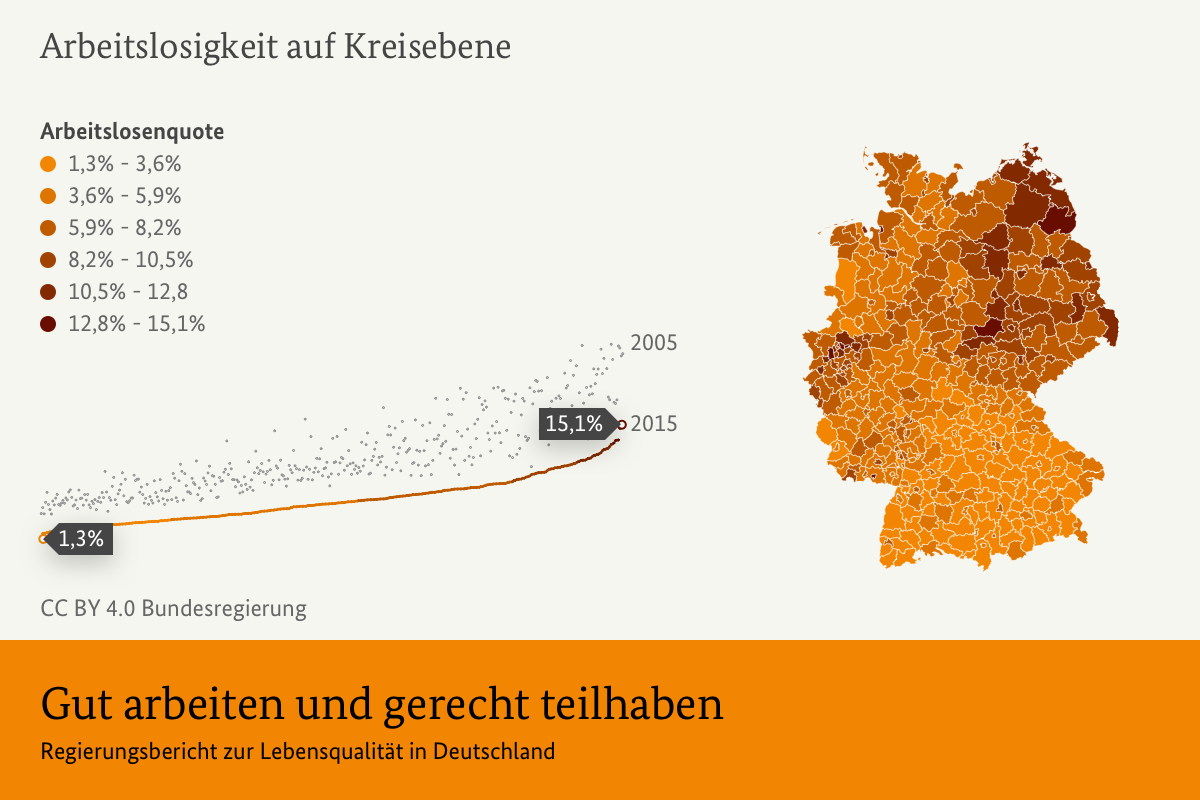 Arbeitslosigkeit auf Kreisebene
Arbeitslosenquote
1,3% - 3,6%
3,6% - 5,9%
5,9% - 8,2%
8,2% - 10,5%
10,5% - 12,8
12,8% - 15,1%
2005
15,1%
2015
1,3%
CC BY 4.0 Bundesregierung
Gut arbeiten und gerecht teilhaben
Regierungsbericht zur Lebensqualität in Deutschland